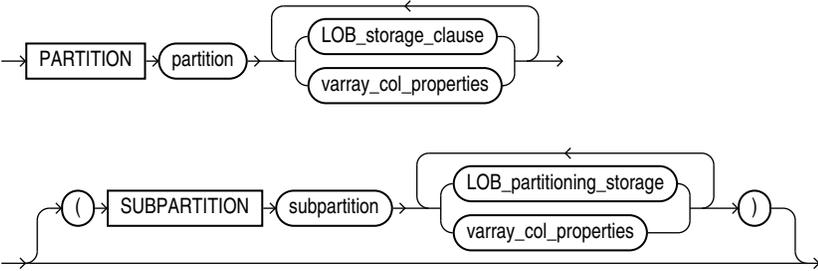 PARTITION partition LOB_storage_clause
varray_col_properties
( SUBPARTITION subpartition LOB_partitioning_storage )
varray_col_properties